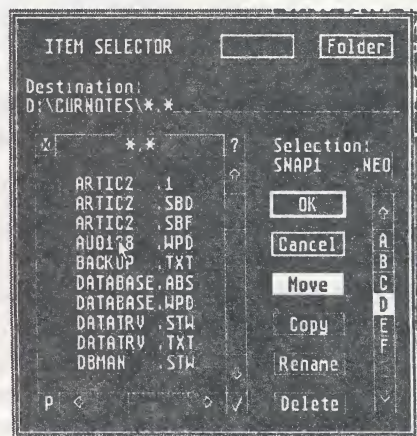 ITEM SELECTOR Folder
Destination:
D:\CURNOTES\*.*
*.* ?
Selection:
SNAP1 .NEO
ARTIC2 .1
ARTIC2 .SBD
ARTIC2 .SBF
.WPD
BACKUP .TXT
DATABASE.ABS
DATABASE.WPD
DATATRV .STW
DATATRV .TXT
DBMAN .STW
OK
Cancel
Move
Copy
Rename
Delete
A
B
C
D
E
F
P